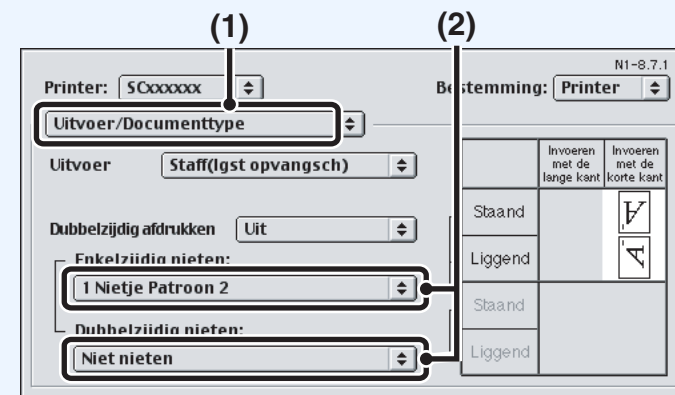 (1) (2)
N1-8.7.1
Printer: SCxxxxxx Bestemming: Printer
Uitvoer/Documenttype
Uitvoer Staff(lgst opvangsch)
Invoeren met de lange kant
Invoeren met de korte kant
Dubbelzijdig afdrukken Uit
Staand A
Enkelzijdig nieten:
Liggend A
1 Nietje Patroon 2
Staand
Dubbelzijdig nieten:
Niet nieten
Liggend